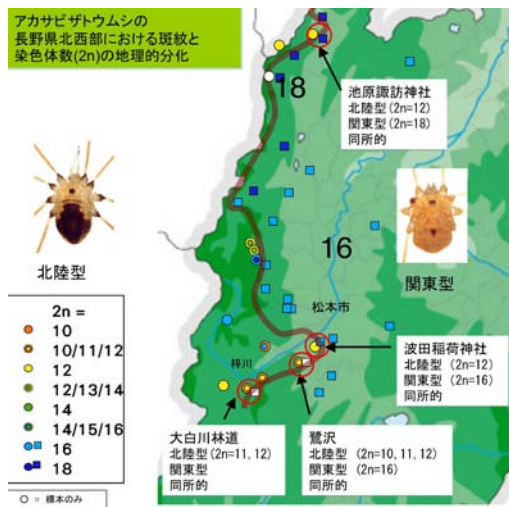 アカサビザトウムシの
長野県北西部における斑紋と
染色体数(2n)の地理的分化
18
池原諏訪神社
北陸型 (2n=12)
関東型 (2n=18)
同所的
北陸型
16
関東型
2n =
10
10/11/12
12
12/13/14
14
14/15/16
16
18
標本のみ
松本市
梓川
波田稲荷神社
北陸型 (2n=12)
関東型 (2n=16)
同所的
大白川林道
北陸型 (2n=11, 12)
関東型
同所的
鷺沢
北陸型 (2n=10, 11, 12)
関東型 (2n=16)
同所的